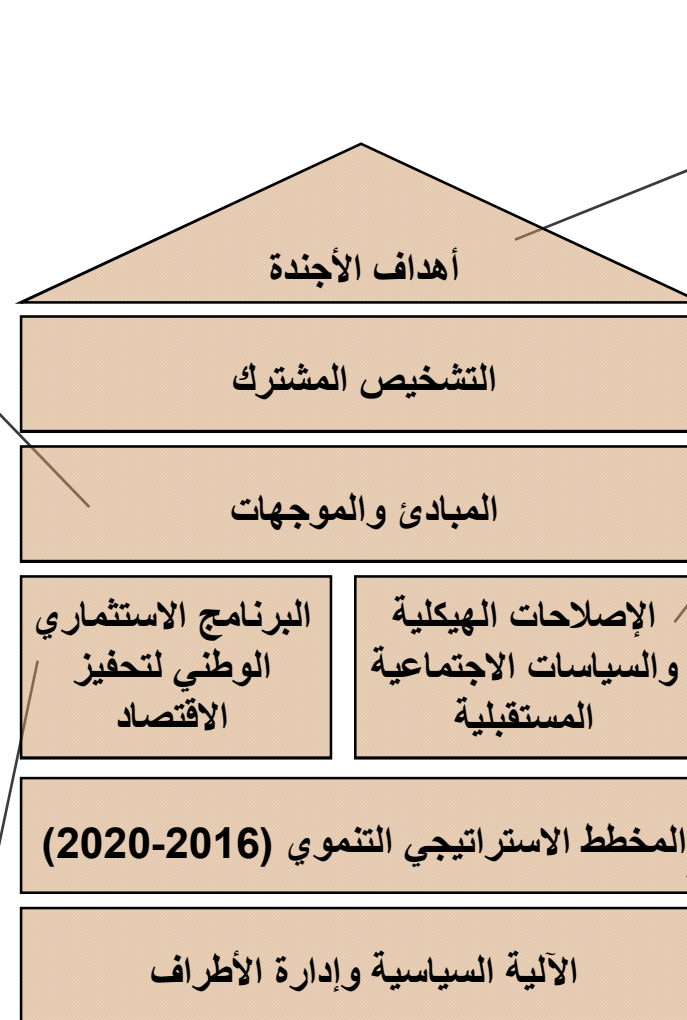 أهداف الأجندة
التشخيص المشترك
المبادئ والموجهات
الإصلاحات الهيكلية
والسياسات الاجتماعية
المستقبلية
البرنامج الاستثماري
الوطني لتحفيز
الاقتصاد
المخطط الاستراتيجي التنموي (2016-2020)
الآلية السياسية وإدارة الأطراف